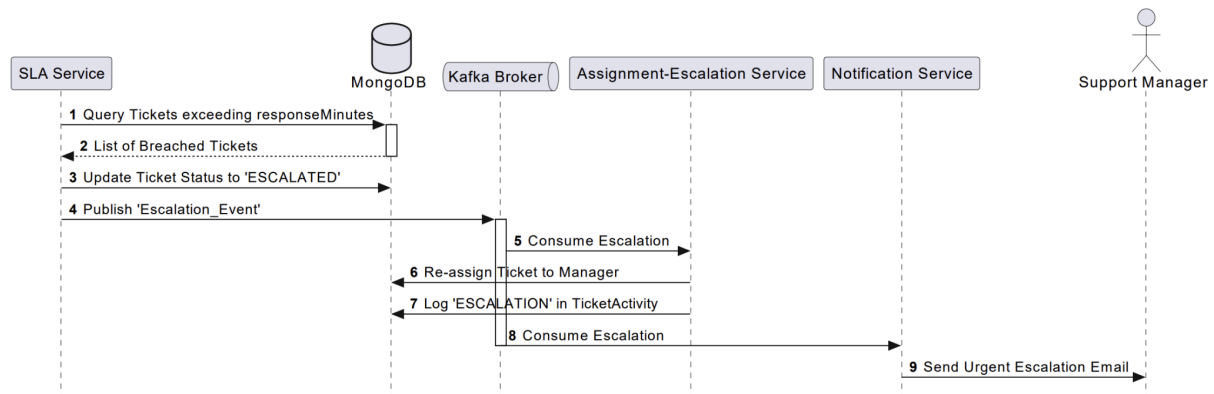 SLA Service
MongoDB
Kafka Broker
Assignment-Escalation Service
Notification Service
Support Manager
1 Query Tickets exceeding responseMinutes
2 List of Breached Tickets
3 Update Ticket Status to 'ESCALATED'
4 Publish 'Escalation_Event'
5 Consume Escalation
6 Re-assign Ticket to Manager
7 Log 'ESCALATION' in TicketActivity
8 Consume Escalation
9 Send Urgent Escalation Email